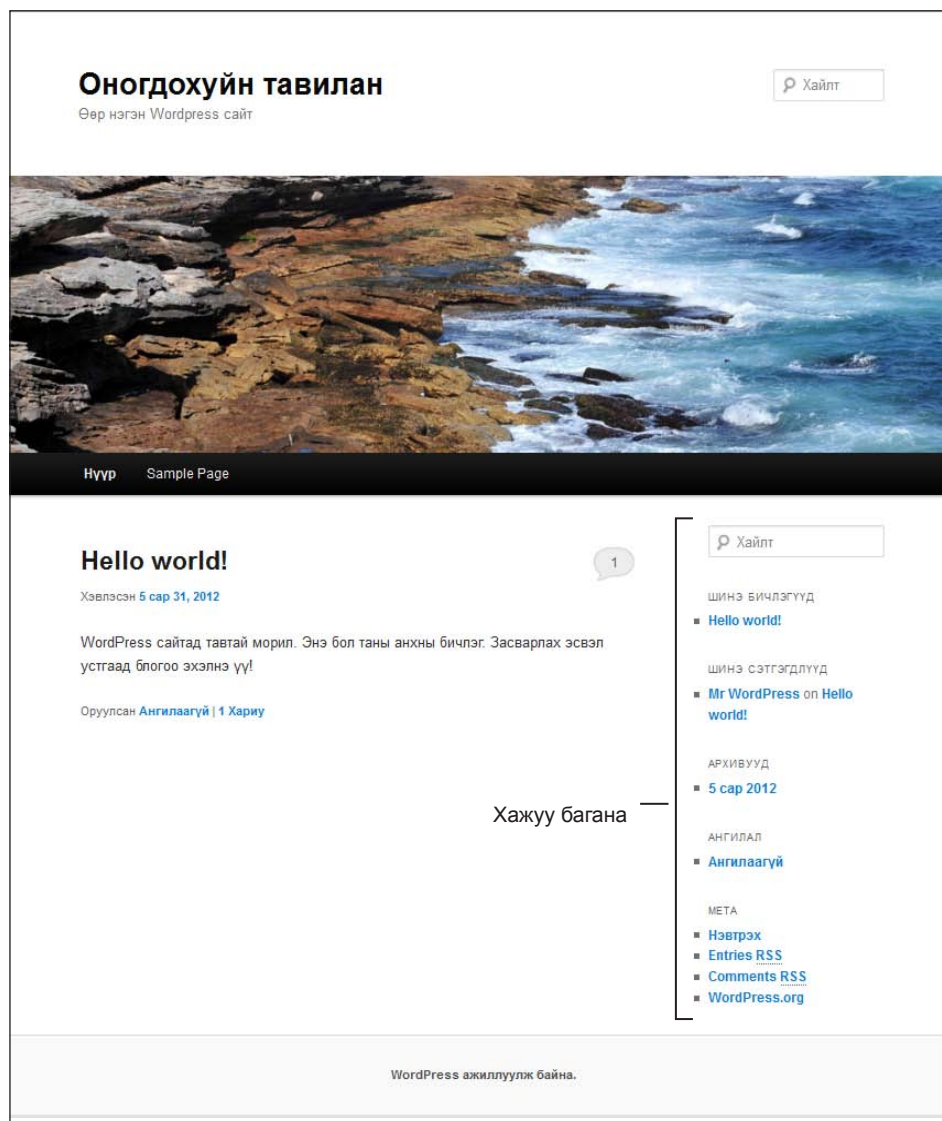 Оногдохуйн тавилан
Өөр нэгэн Wordpress сайт
Хайлт
Нүүр Sample Page
Hello world!
1
Хэвлэсэн 5 сар 31, 2012
WordPress сайтад тавтай морил. Энэ бол таны анхны бичлэг. Засварлах эсвэл
устгаад блогоо эхэлнэ үү!
Оруулсан Ангилаагүй | 1 Хариу
Хажуу багана
Хайлт
ШИНЭ БИЧЛЭГҮҮД
Hello world!
ШИНЭ СЭТГЭГДЛҮҮД
Mr WordPress on Hello
world!
АРХИВУУД
5 сар 2012
АНГИЛАЛ
Ангилаагүй
МЕТА
Нэвтрэх
Entries RSS
Comments RSS
WordPress.org
WordPress ажиллуулж байна.